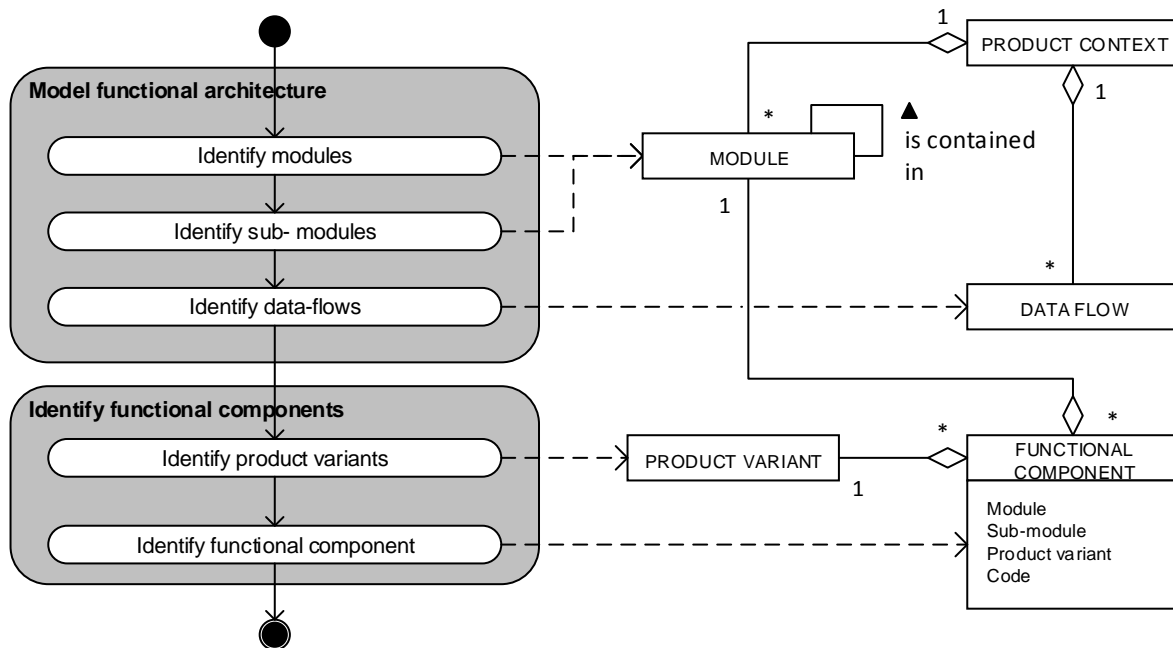 Model functional architecture
Identify modules
Identify sub- modules
Identify data-flows
Identify functional components
Identify product variants
Identify functional component
1
PRODUCT CONTEXT
1
*
▲
is contained
in
MODULE
1
*
DATA FLOW
PRODUCT VARIANT
1
*
*
FUNCTIONAL
COMPONENT
Module
Sub-module
Product variant
Code